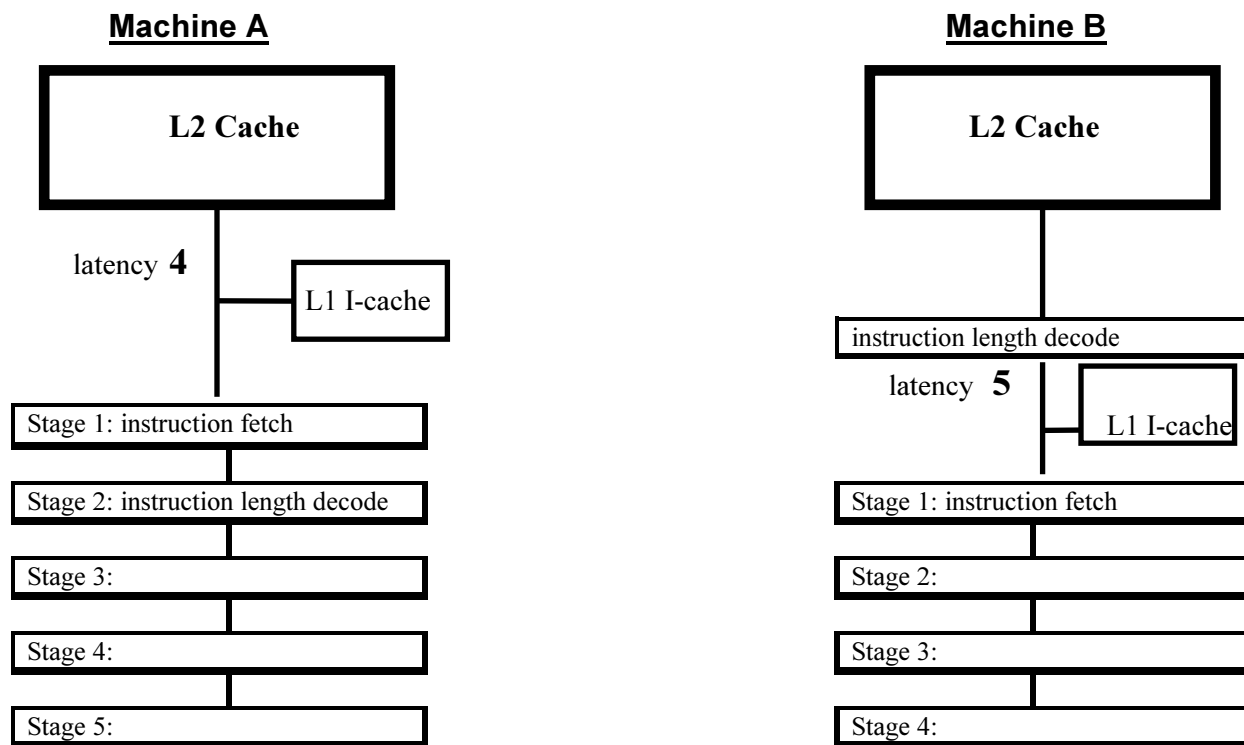 Machine A
L2 Cache
latency 4
L1 I-cache
Stage 1: instruction fetch
Stage 2: instruction length decode
Stage 3:
Stage 4:
Stage 5:
Machine B
L2 Cache
instruction length decode
latency 5
L1 I-cache
Stage 1: instruction fetch
Stage 2:
Stage 3:
Stage 4: